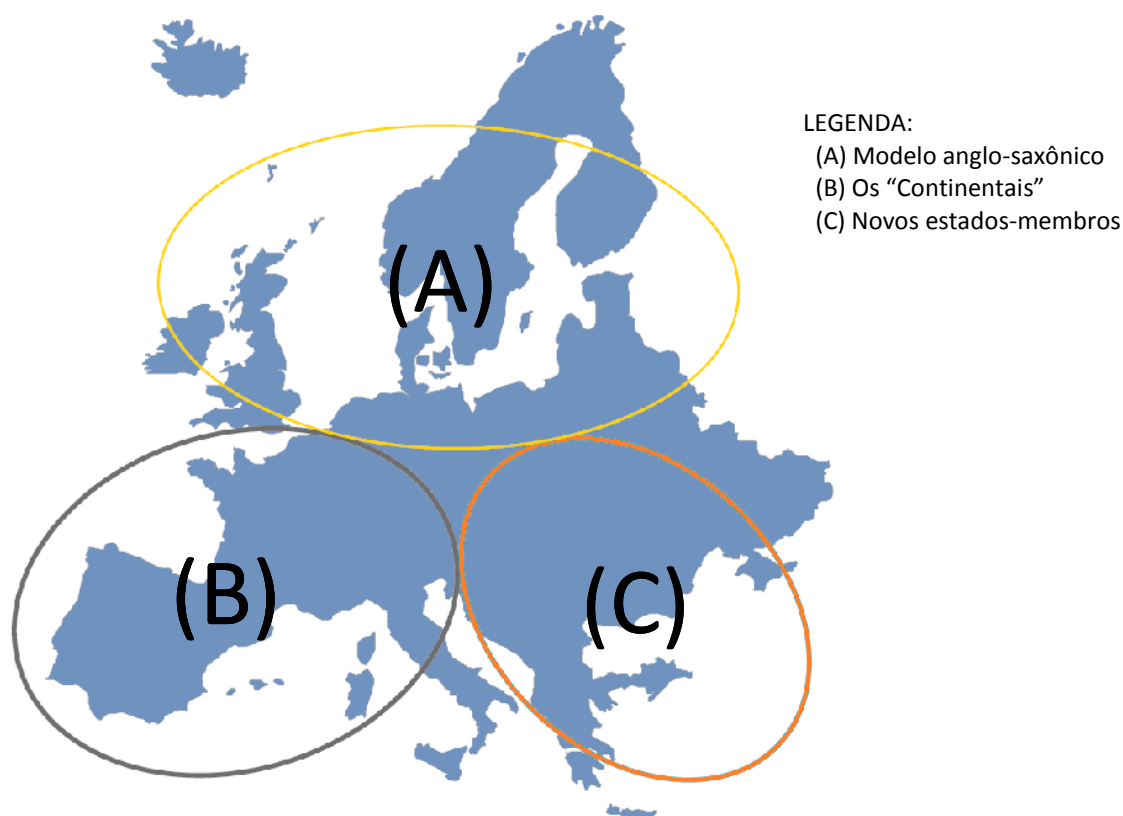 LEGENDA:
(A) Modelo anglo-saxônico
(B) Os “Continentais”
(C) Novos estados-membros
(A)
(B)
(C)